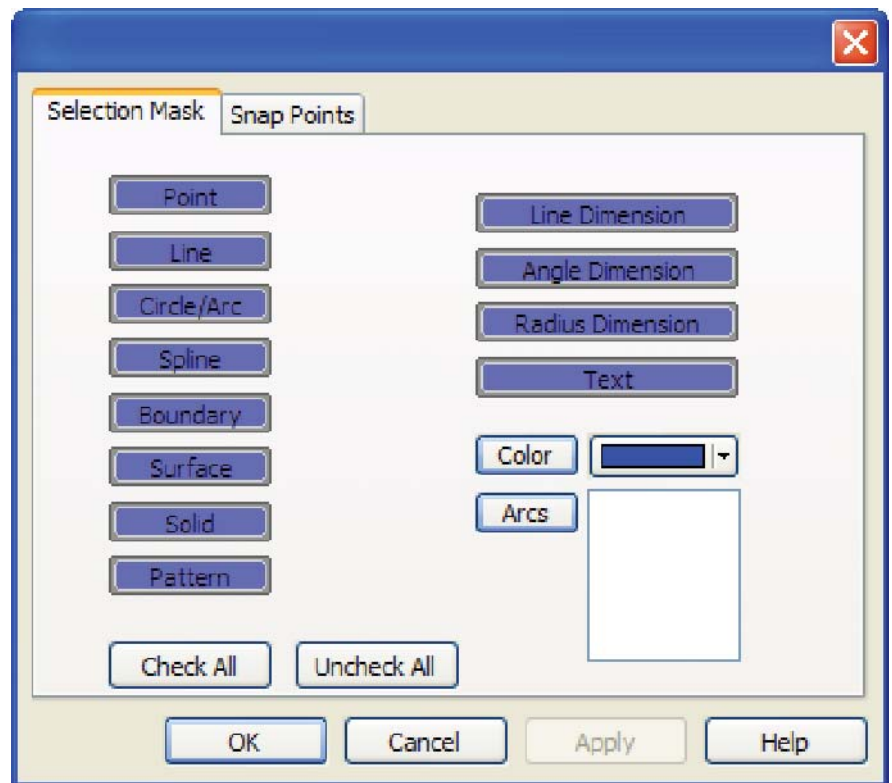 Selection Mask
Snap Points
Point
Line
Circle/Arc
Spline
Boundary
Surface
Solid
Pattern
Line Dimension
Angle Dimension
Radius Dimension
Text
Color
Arcs
Check All
Uncheck All
OK
Cancel
Apply
Help